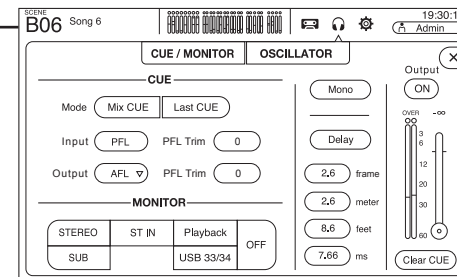 SCENE
B06 Song 6
19:30:1
Admin
CUE / MONITOR OSCILLATOR
CUE
Mode Mix CUE Last CUE
Input PFL PFL Trim 0
Output AFL PFL Trim 0
MONITOR
STEREO ST IN Playback OFF
SUB USB 33/34
Mono
Delay
2.6 frame
2.6 meter
8.6 feet
7.66 ms
Output
ON
OVER -∞
3
6
12
20
30
60
Clear CUE